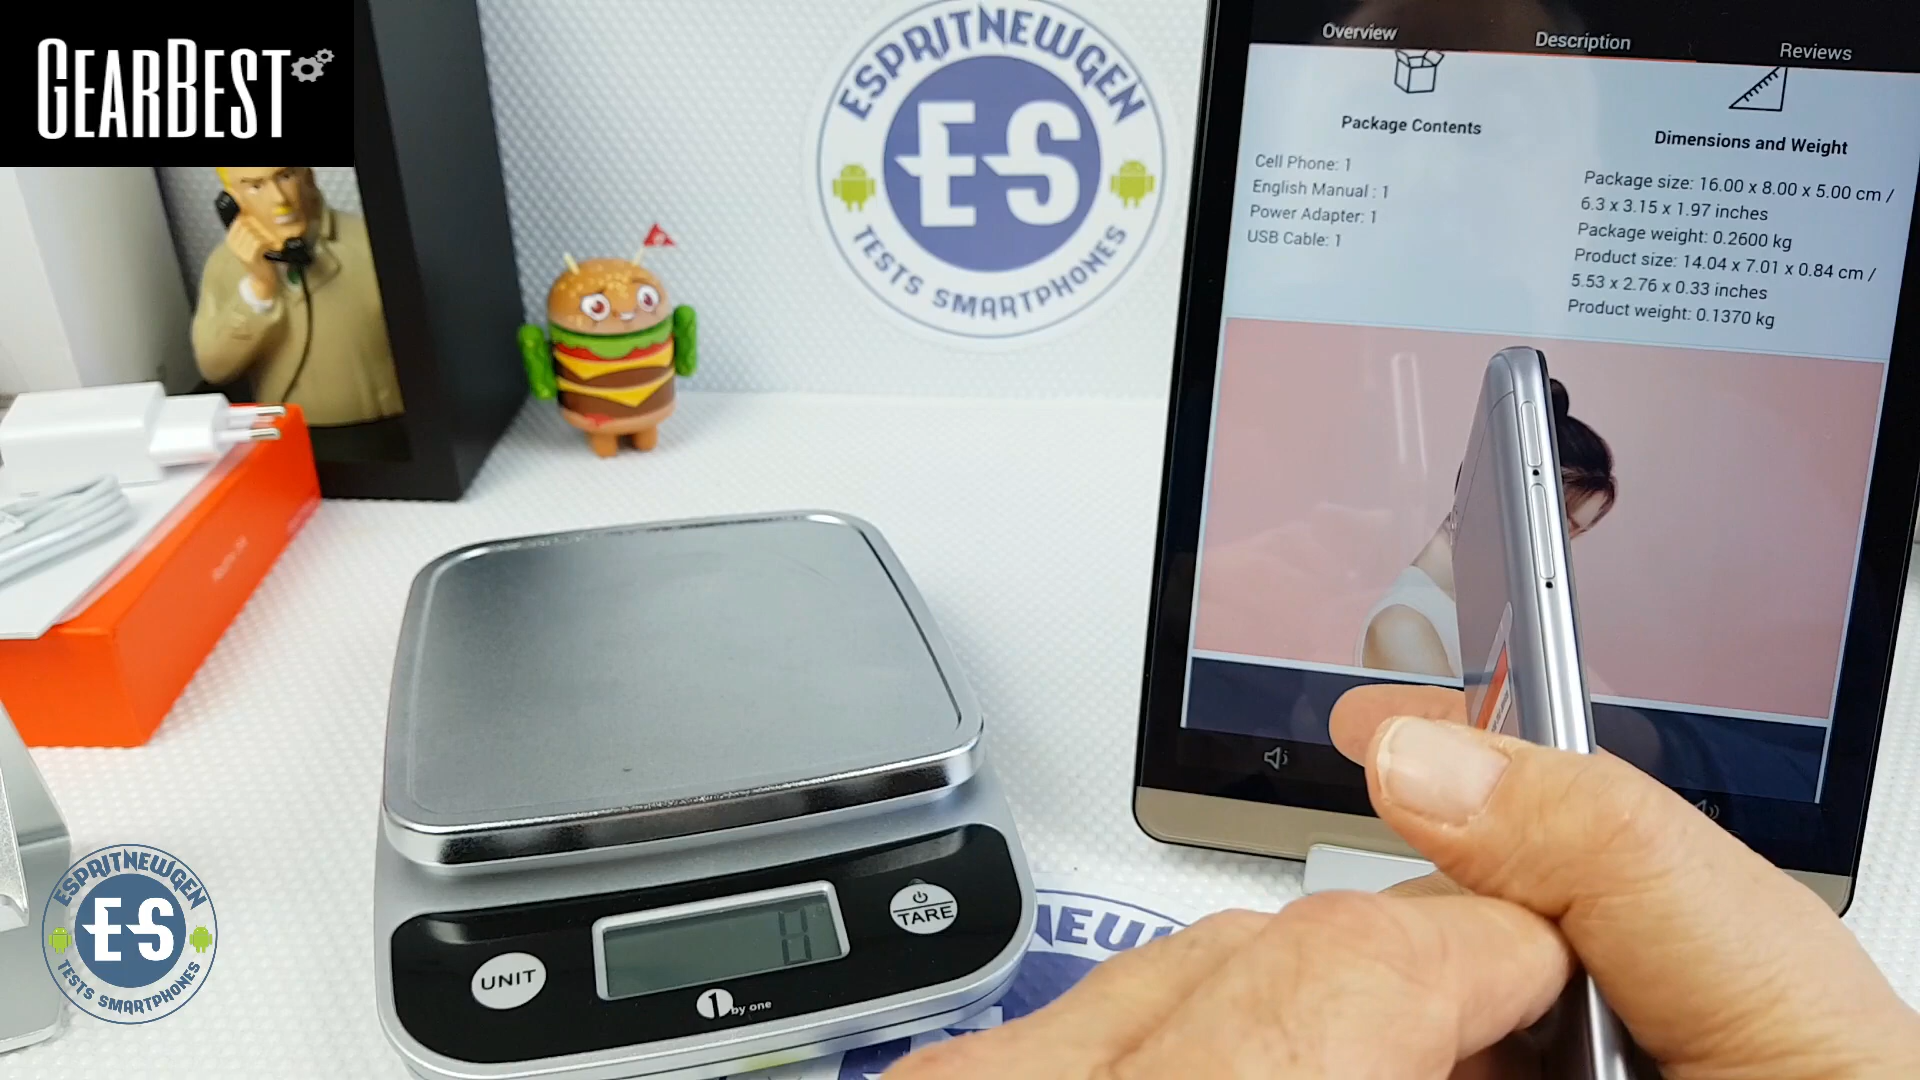 GEARBEST
ESPRITNEWGEN
ES
TESTS SMARTPHONES
Overview
Description
Reviews
Package Contents
Cell Phone: 1
English Manual : 1
Power Adapter: 1
USB Cable: 1
Dimensions and Weight
Package size: 16.00 x 8.00 x 5.00 cm /
6.3 x 3.15 x 1.97 inches
Package weight: 0.2600 kg
Product size: 14.04 x 7.01 x 0.84 cm /
5.53 x 2.76 x 0.33 inches
Product weight: 0.1370 kg
UNIT
TARE
1 by one
NEW
ESPRITNEWGEN
ES
TESTS SMARTPHONES